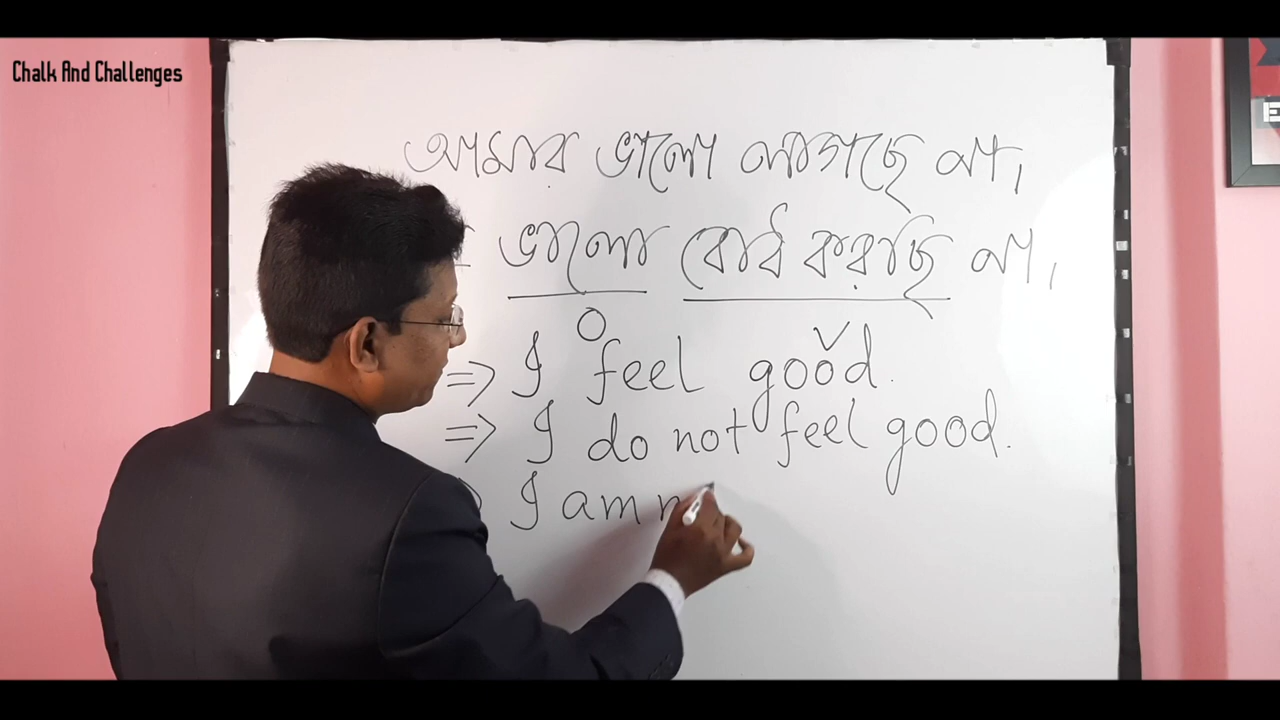 Chalk And Challenges
আমার ভালো লাগছে না।
ভালো বোধ করছি না।
=> I feel good.
=> I do not feel good.
I am n